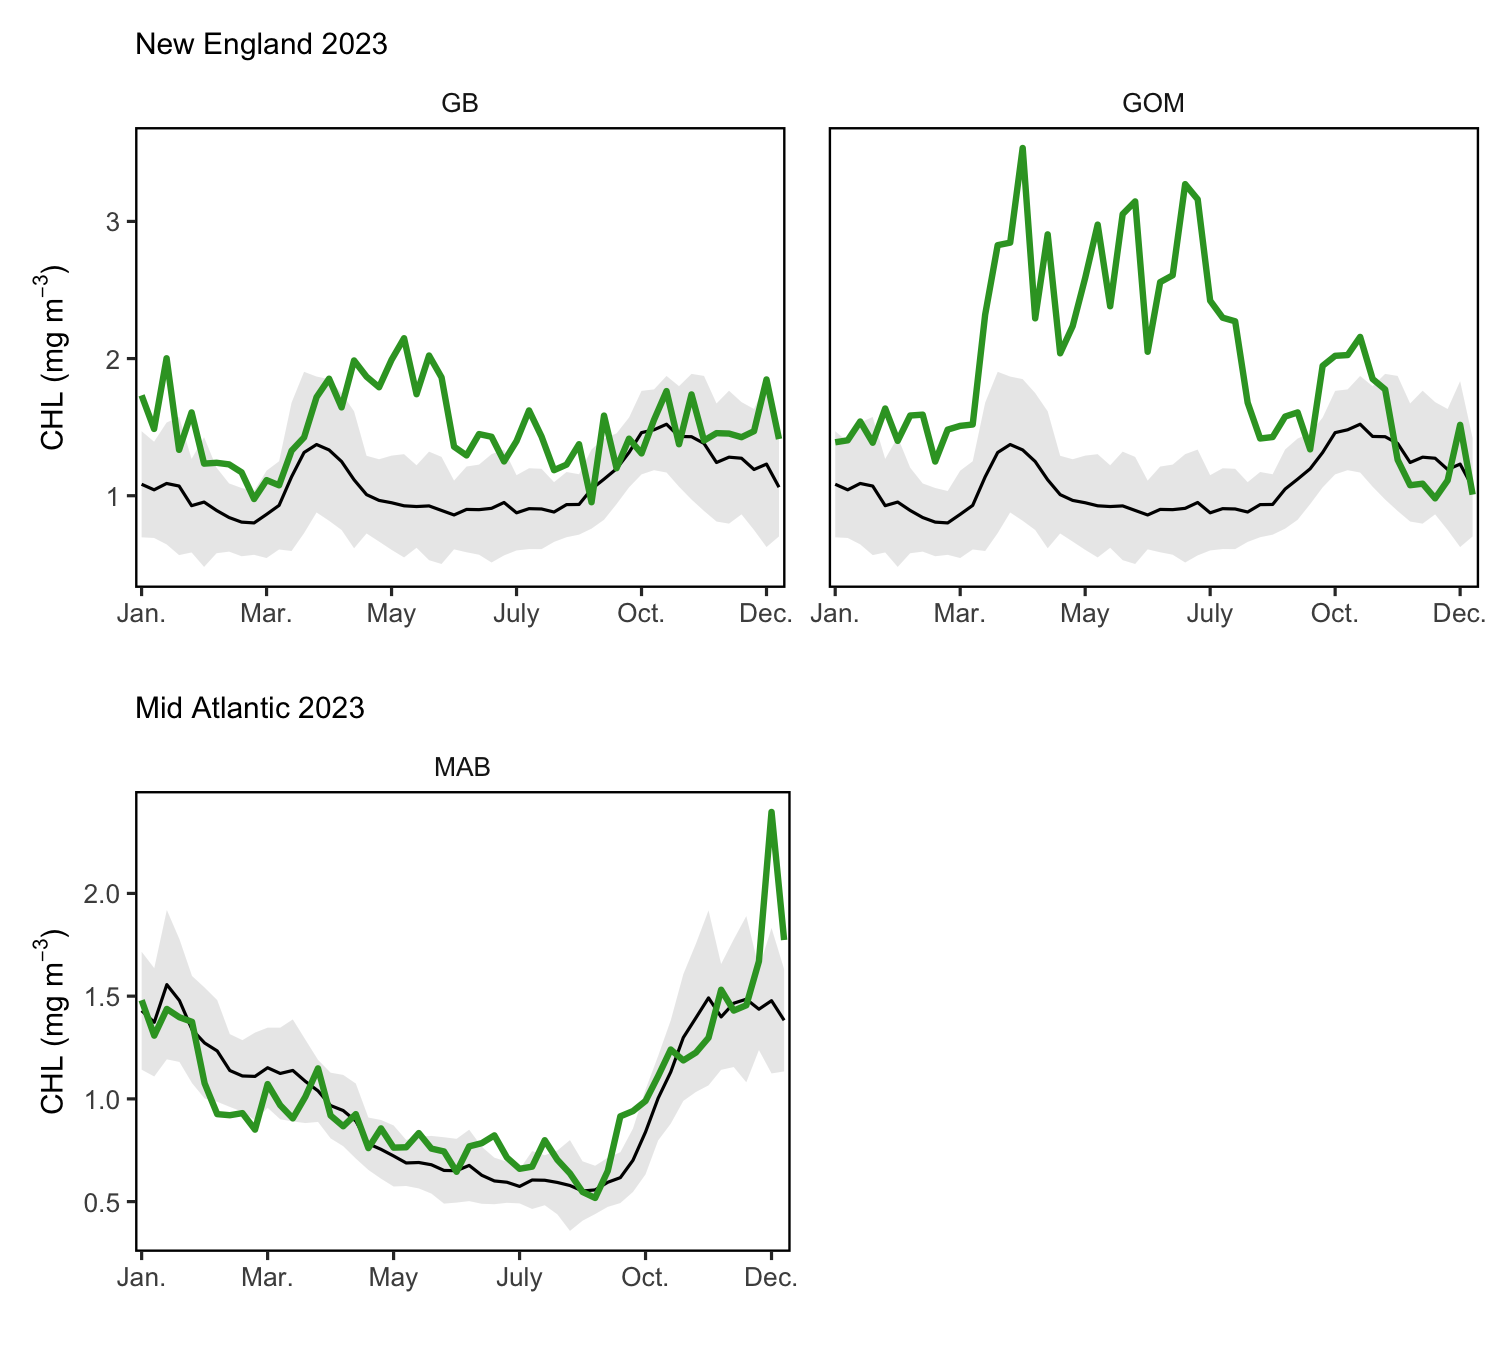 New England 2023
GB
GOM
CHL (mg m⁻³)
3
2
1
Jan. Mar. May July Oct. Dec.
Jan. Mar. May July Oct. Dec.
Mid Atlantic 2023
MAB
CHL (mg m⁻³)
2.0
1.5
1.0
0.5
Jan. Mar. May July Oct. Dec.